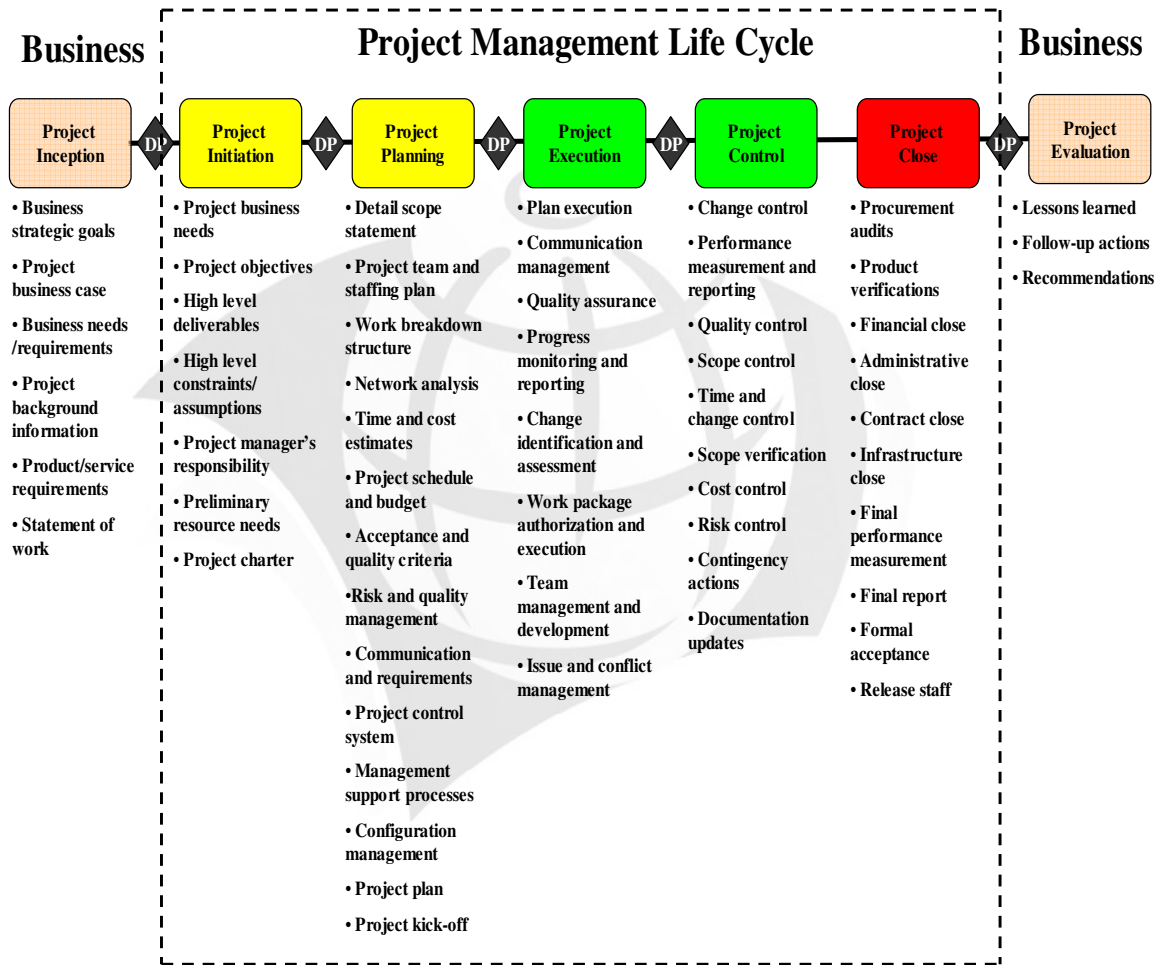 Business
Project Management Life Cycle
Business
Project
Inception
DP
Project
Initiation
DP
Project
Planning
DP
Project
Execution
DP
Project
Control
Project
Close
DP
Project
Evaluation
• Business
strategic goals
• Project
business case
• Business needs
/requirements
• Project
background
information
• Product/service
requirements
• Statement of
work
• Project business
needs
• Project objectives
• High level
deliverables
• High level
constraints/
assumptions
• Project manager's
responsibility
• Preliminary
resource needs
• Project charter
• Detail scope
statement
• Project team and
staffing plan
• Work breakdown
structure
• Network analysis
• Time and cost
estimates
• Project schedule
and budget
• Acceptance and
quality criteria
•Risk and quality
management
• Communication
and requirements
• Project control
system
• Management
support processes
• Configuration
management
• Project plan
• Project kick-off
• Plan execution
• Communication
management
• Quality assurance
• Progress
monitoring and
reporting
• Change
identification and
assessment
• Work package
authorization and
execution
• Team
management and
development
• Issue and conflict
management
• Change control
• Performance
measurement and
reporting
• Quality control
• Scope control
• Time and
change control
• Scope verification
• Cost control
• Risk control
• Contingency
actions
• Documentation
updates
• Procurement
audits
• Product
verifications
• Financial close
• Administrative
close
• Contract close
• Infrastructure
close
• Final
performance
measurement
• Final report
• Formal
acceptance
• Release staff
• Lessons learned
• Follow-up actions
• Recommendations